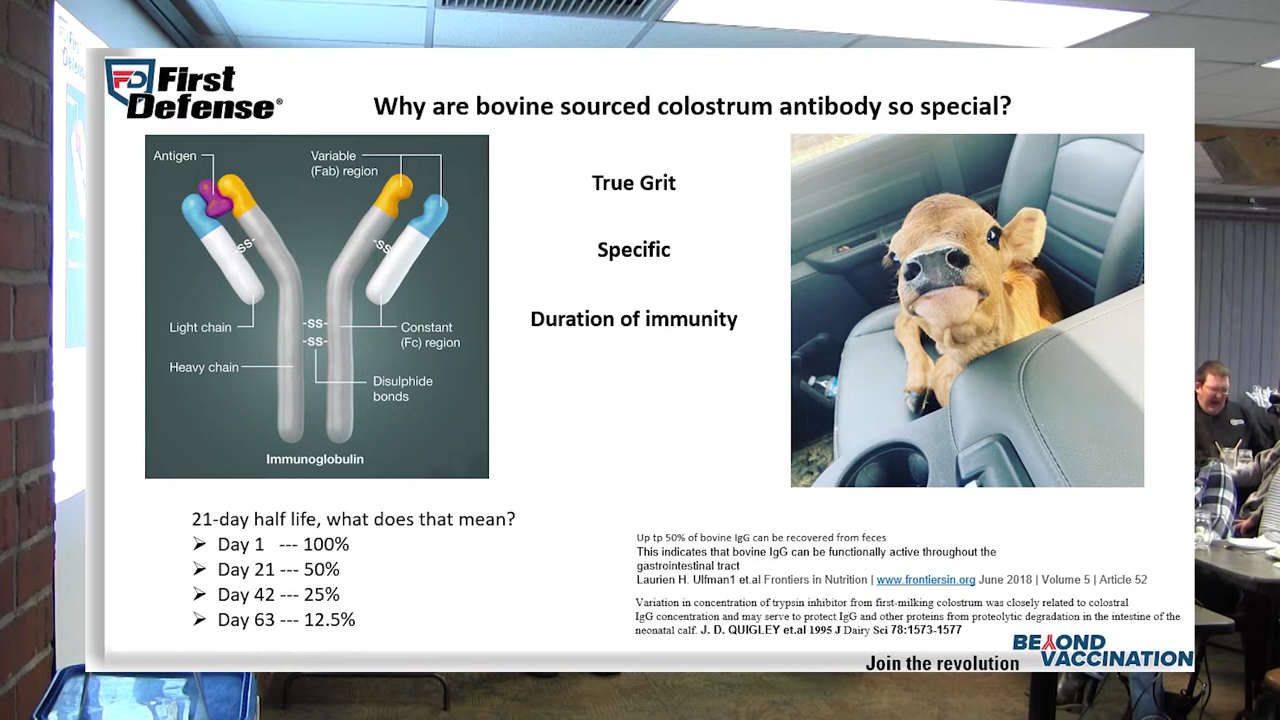 First
Defense®
Why are bovine sourced colostrum antibody so special?
Antigen
Variable
(Fab) region
-SS-
-SS-
-SS-
-SS-
Light chain
Constant
(Fc) region
Heavy chain
Disulphide
bonds
Immunoglobulin
True Grit
Specific
Duration of immunity
21-day half life, what does that mean?
➢ Day 1 --- 100%
➢ Day 21 --- 50%
➢ Day 42 --- 25%
➢ Day 63 --- 12.5%
Up tp 50% of bovine IgG can be recovered from feces
This indicates that bovine IgG can be functionally active throughout the
gastrointestinal tract
Laurien H. Ulfman1 et.al Frontiers in Nutrition | www.frontiersin.org June 2018 | Volume 5 | Article 52
Variation in concentration of trypsin inhibitor from first-milking colostrum was closely related to colostral
IgG concentration and may serve to protect IgG and other proteins from proteolytic degradation in the intestine of the
neonatal calf. J. D. QUIGLEY et.al 1995 J Dairy Sci 78:1573-1577
Join the revolution
BEYOND
VACCINATION